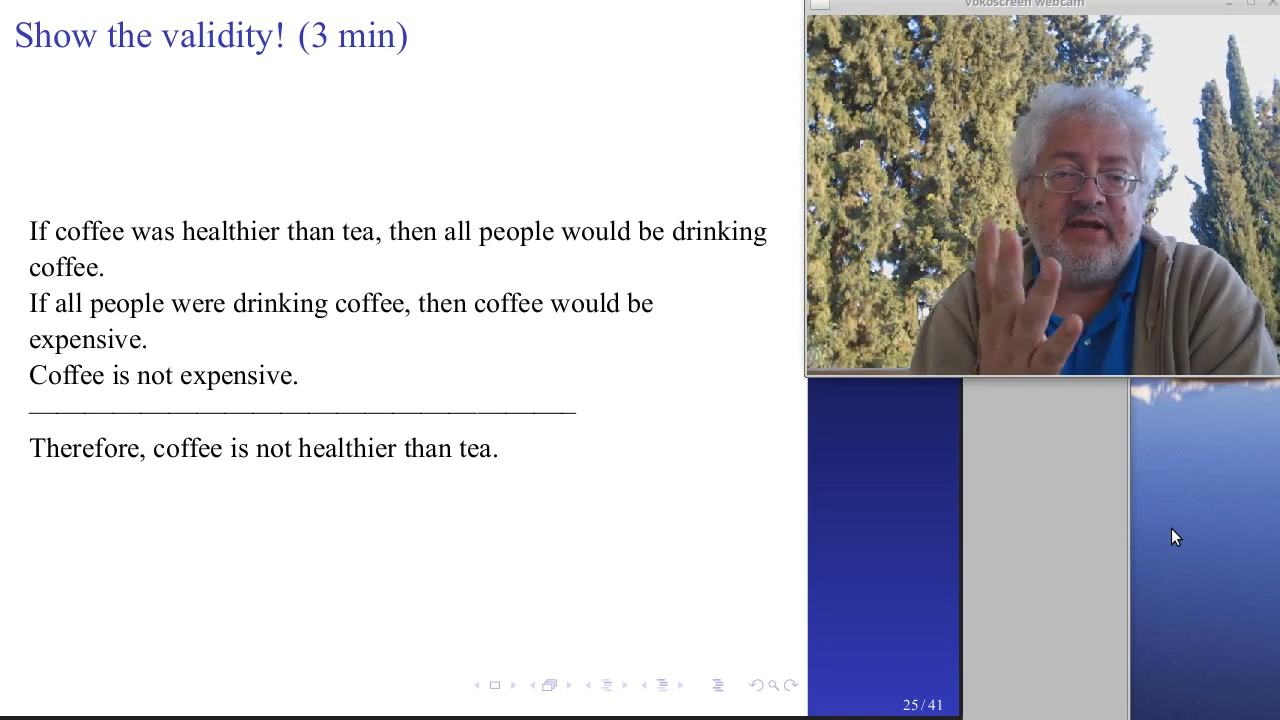 Show the validity! (3 min)
vokoscreen webcam
If coffee was healthier than tea, then all people would be drinking
coffee.
If all people were drinking coffee, then coffee would be
expensive.
Coffee is not expensive.
Therefore, coffee is not healthier than tea.
25/41